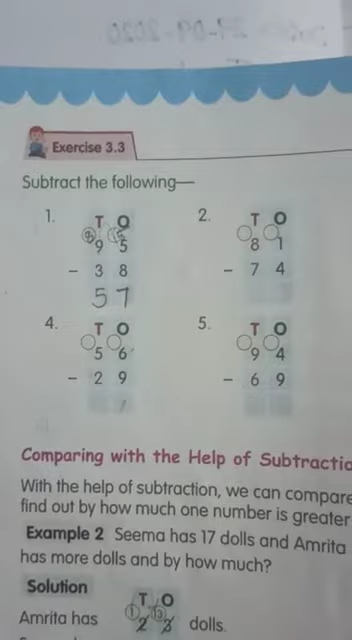 Exercise 3.3
Subtract the following—
1. T O
8 15
9 5
- 3 8
5 7
2. T O
8 1
- 7 4
4. T O
5 6
- 2 9
5. T O
9 4
- 6 9
Comparing with the Help of Subtractio
With the help of subtraction, we can compare
find out by how much one number is greater
Example 2 Seema has 17 dolls and Amrita
has more dolls and by how much?
Solution
T O
1 13
Amrita has 2 3 dolls.